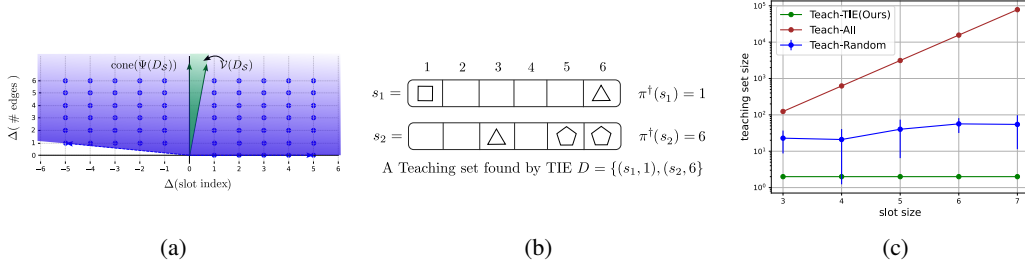 cone(Ψ(D_S)) 𝒱(D_S)
Δ( # edges )
6
5
4
3
2
1
0
-6 -5 -4 -3 -2 -1 0 1 2 3 4 5 6
Δ(slot index)
(a)
1 2 3 4 5 6
s₁ = π†(s₁) = 1
s₂ = π†(s₂) = 6
A Teaching set found by TIE D = {(s₁, 1), (s₂, 6}
(b)
Teach-TIE(Ours)
Teach-All
Teach-Random
teaching set size
10⁵
10⁴
10³
10²
10¹
10⁰
3 4 5 6 7
slot size
(c)